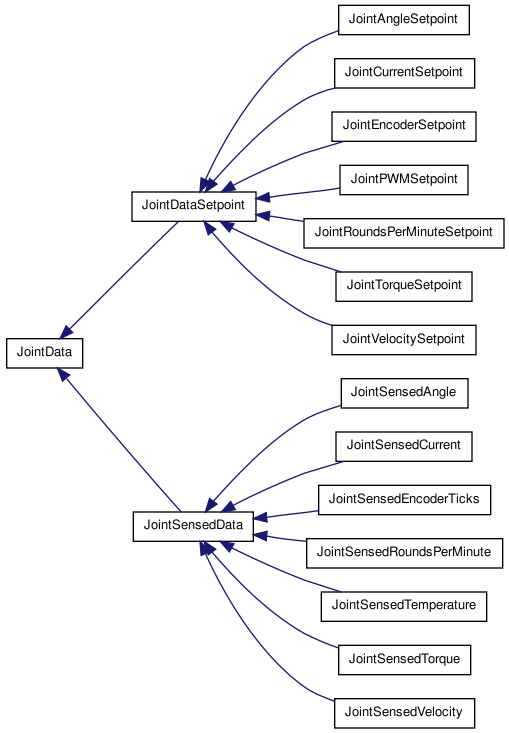 JointAngleSetpoint
JointCurrentSetpoint
JointEncoderSetpoint
JointPWMSetpoint
JointDataSetpoint
JointRoundsPerMinuteSetpoint
JointTorqueSetpoint
JointVelocitySetpoint
JointData
JointSensedAngle
JointSensedCurrent
JointSensedEncoderTicks
JointSensedData
JointSensedRoundsPerMinute
JointSensedTemperature
JointSensedTorque
JointSensedVelocity